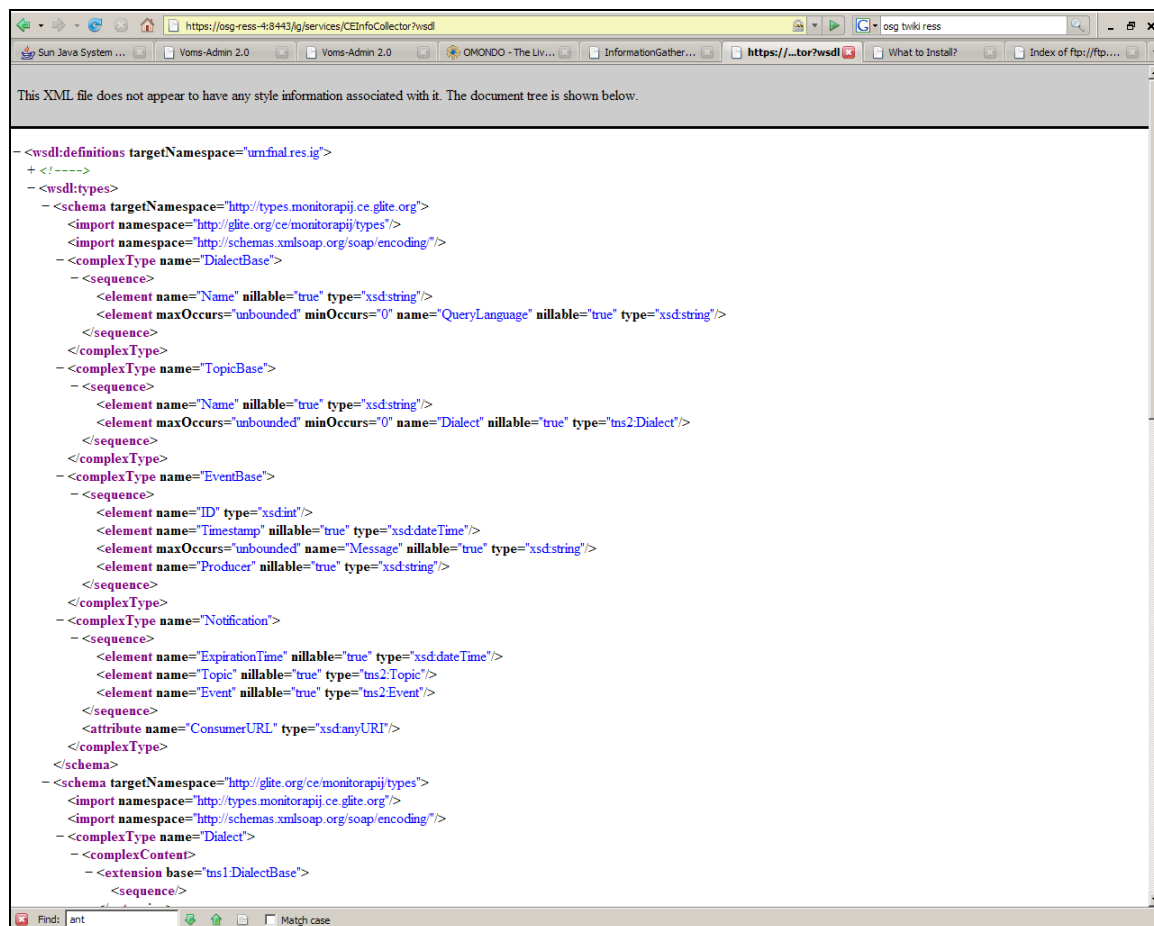 https://osg-ress-4:8443/ig/services/CEInfoCollector?wsdl
G osg twiki ress
Sun Java System ... Voms-Admin 2.0 Voms-Admin 2.0 OMONDO - The Liv... InformationGather... https://...tor?wsdl What to Install? Index of ftp://ftp....
This XML file does not appear to have any style information associated with it. The document tree is shown below.
− <wsdl:definitions targetNamespace="urn:fnal.res.ig">
+ <!---->
− <wsdl:types>
− <schema targetNamespace="http://types.monitorapij.ce.glite.org">
<import namespace="http://glite.org/ce/monitorapij/types"/>
<import namespace="http://schemas.xmlsoap.org/soap/encoding/"/>
− <complexType name="DialectBase">
− <sequence>
<element name="Name" nillable="true" type="xsd:string"/>
<element maxOccurs="unbounded" minOccurs="0" name="QueryLanguage" nillable="true" type="xsd:string"/>
</sequence>
</complexType>
− <complexType name="TopicBase">
− <sequence>
<element name="Name" nillable="true" type="xsd:string"/>
<element maxOccurs="unbounded" minOccurs="0" name="Dialect" nillable="true" type="tns2:Dialect"/>
</sequence>
</complexType>
− <complexType name="EventBase">
− <sequence>
<element name="ID" type="xsd:int"/>
<element name="Timestamp" nillable="true" type="xsd:dateTime"/>
<element maxOccurs="unbounded" name="Message" nillable="true" type="xsd:string"/>
<element name="Producer" nillable="true" type="xsd:string"/>
</sequence>
</complexType>
− <complexType name="Notification">
− <sequence>
<element name="ExpirationTime" nillable="true" type="xsd:dateTime"/>
<element name="Topic" nillable="true" type="tns2:Topic"/>
<element name="Event" nillable="true" type="tns2:Event"/>
</sequence>
<attribute name="ConsumerURL" type="xsd:anyURI"/>
</complexType>
</schema>
− <schema targetNamespace="http://glite.org/ce/monitorapij/types">
<import namespace="http://types.monitorapij.ce.glite.org"/>
<import namespace="http://schemas.xmlsoap.org/soap/encoding/"/>
− <complexType name="Dialect">
− <complexContent>
− <extension base="tns1:DialectBase">
<sequence/>
Find: ant Match case